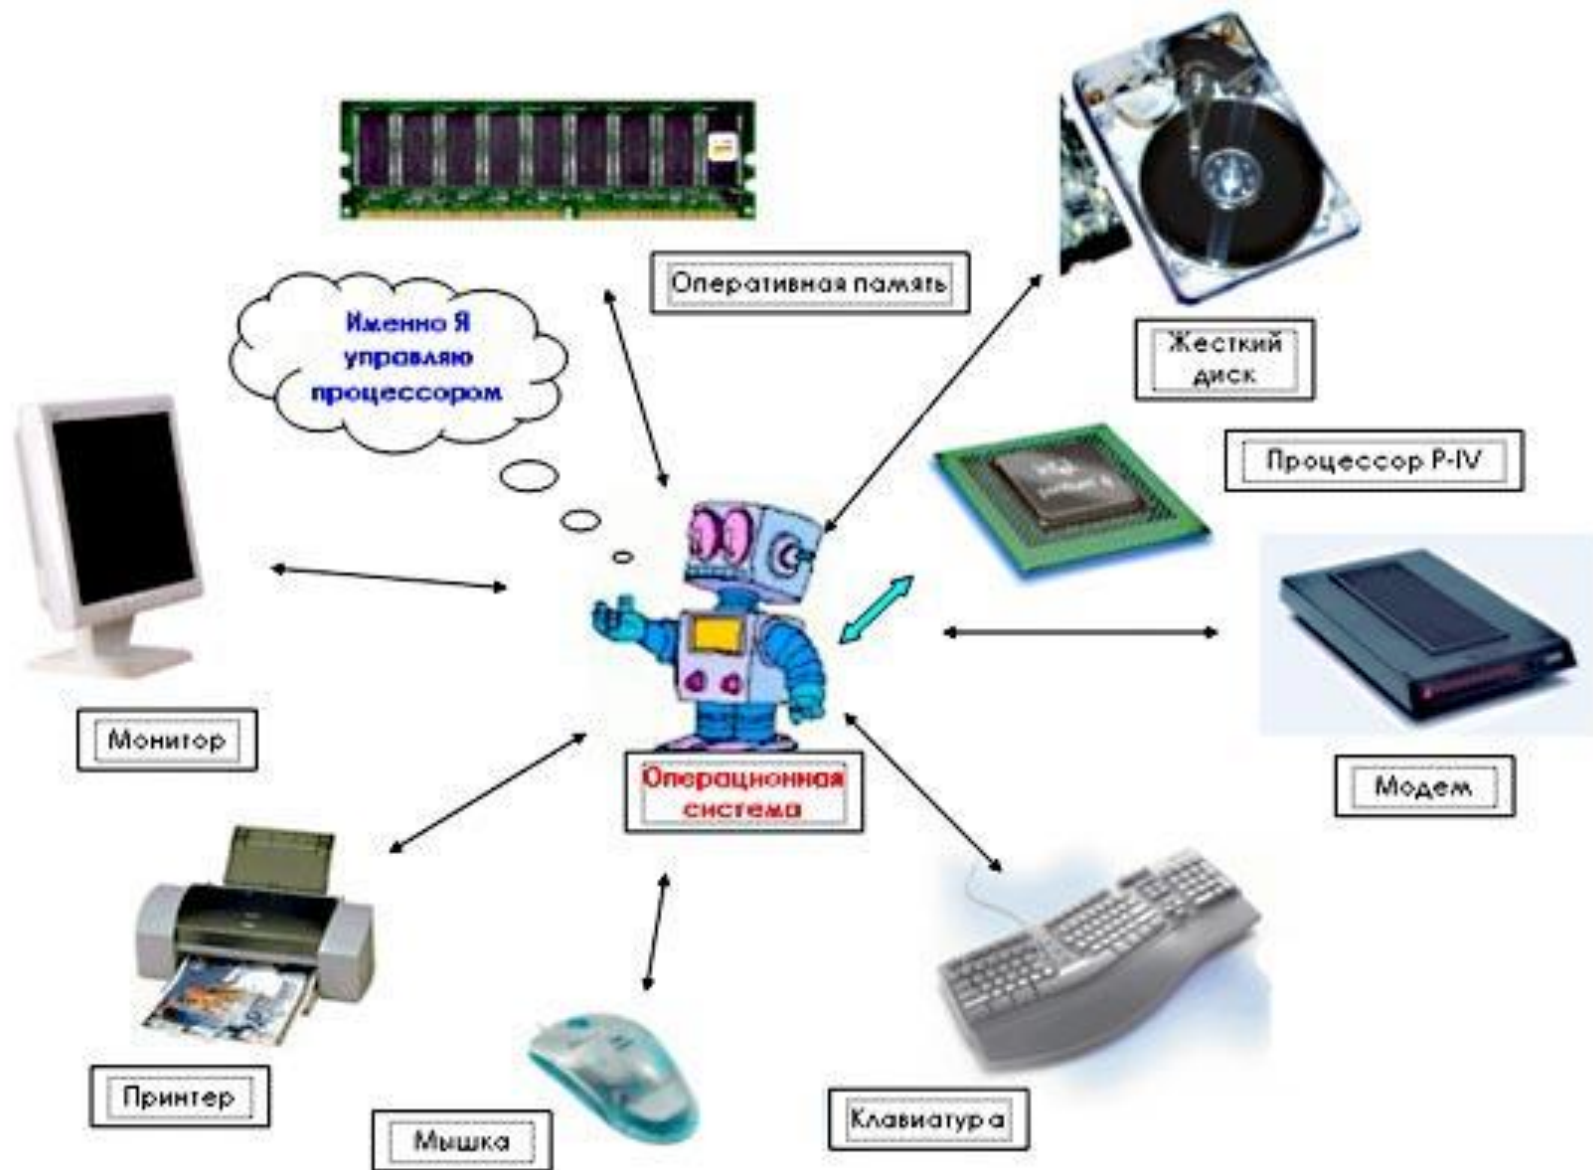 Оперативная память
Именно Я
управляю
процессором
Жесткий
диск
Процессор P-IV
Монитор
Операционная
система
Модем
Принтер
Мышка
Клавиатура